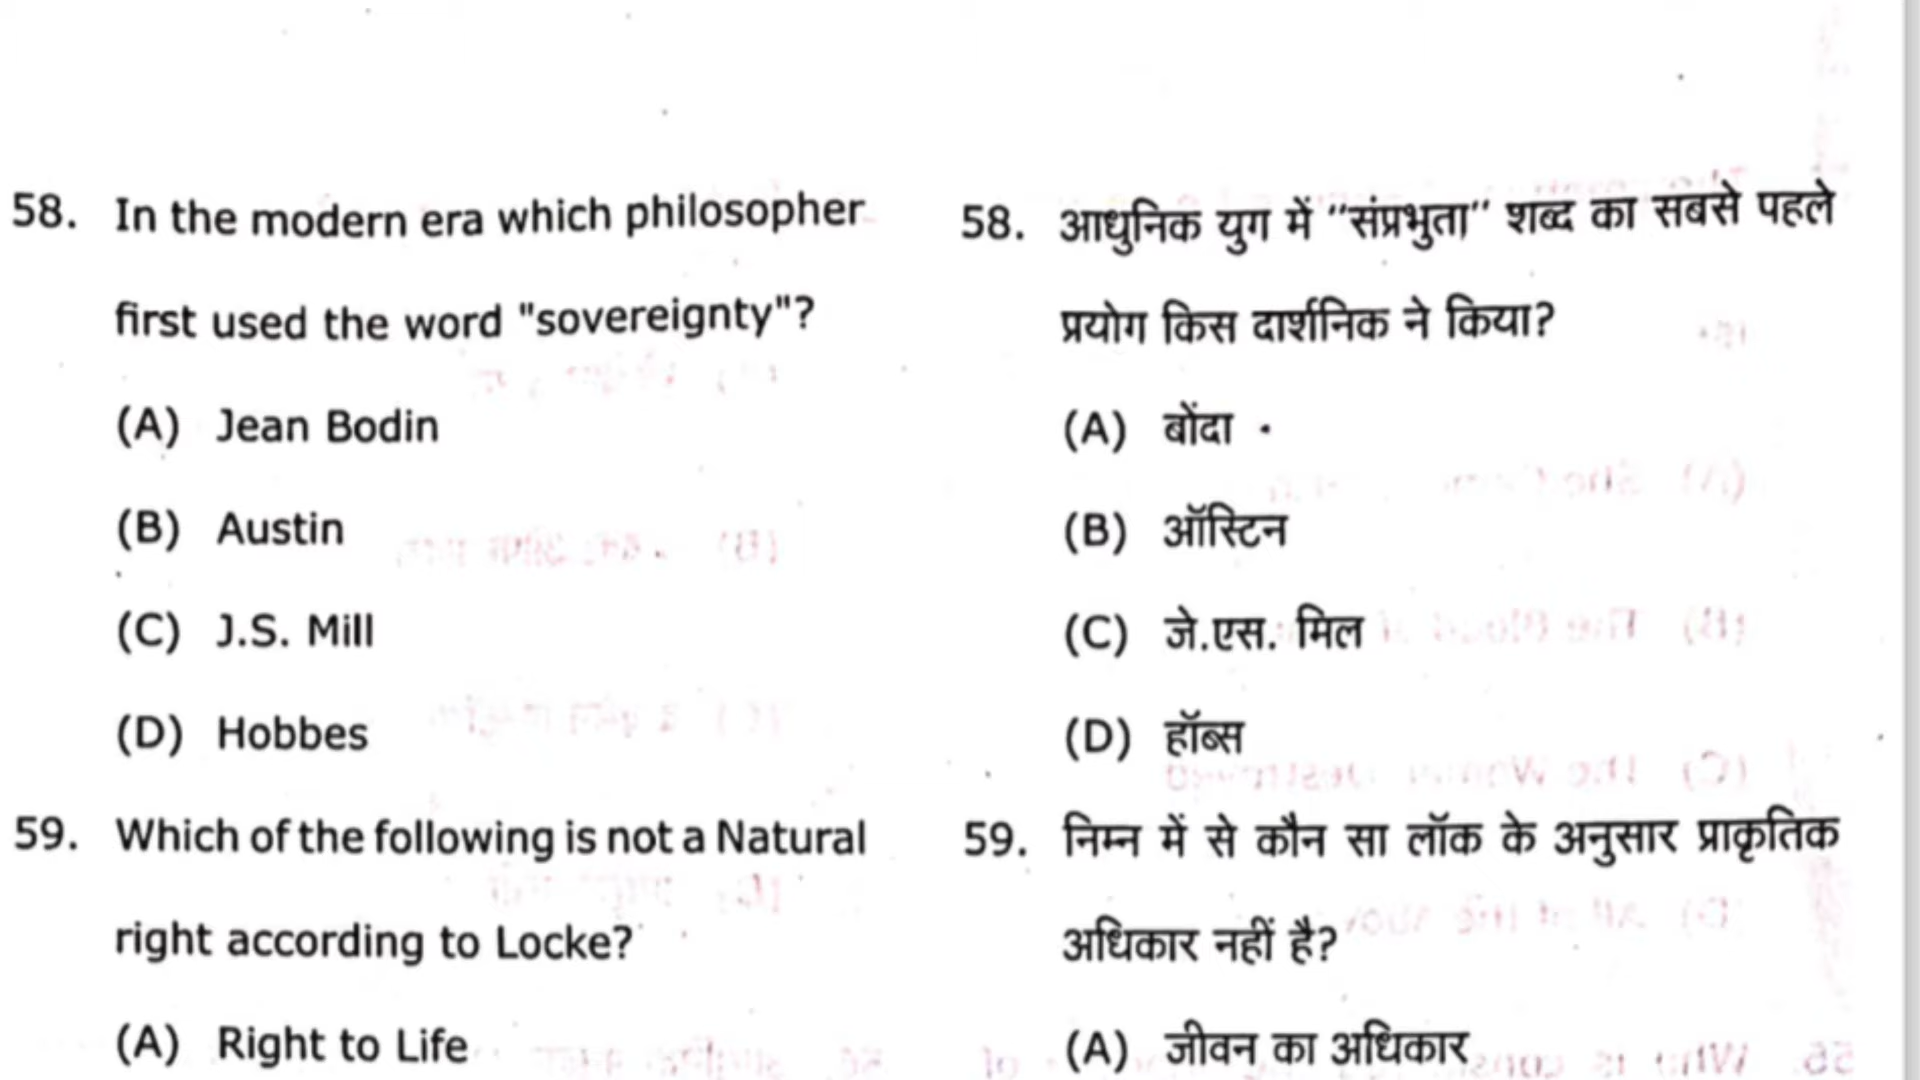 58. In the modern era which philosopher
first used the word "sovereignty"?
(A) Jean Bodin
(B) Austin
(C) J.S. Mill
(D) Hobbes
59. Which of the following is not a Natural
right according to Locke?
(A) Right to Life
58. आधुनिक युग में "संप्रभुता" शब्द का सबसे पहले
प्रयोग किस दार्शनिक ने किया?
(A) बोंदा
(B) ऑस्टिन
(C) जे.एस. मिल
(D) हॉब्स
59. निम्न में से कौन सा लॉक के अनुसार प्राकृतिक
अधिकार नहीं है?
(A) जीवन का अधिकार